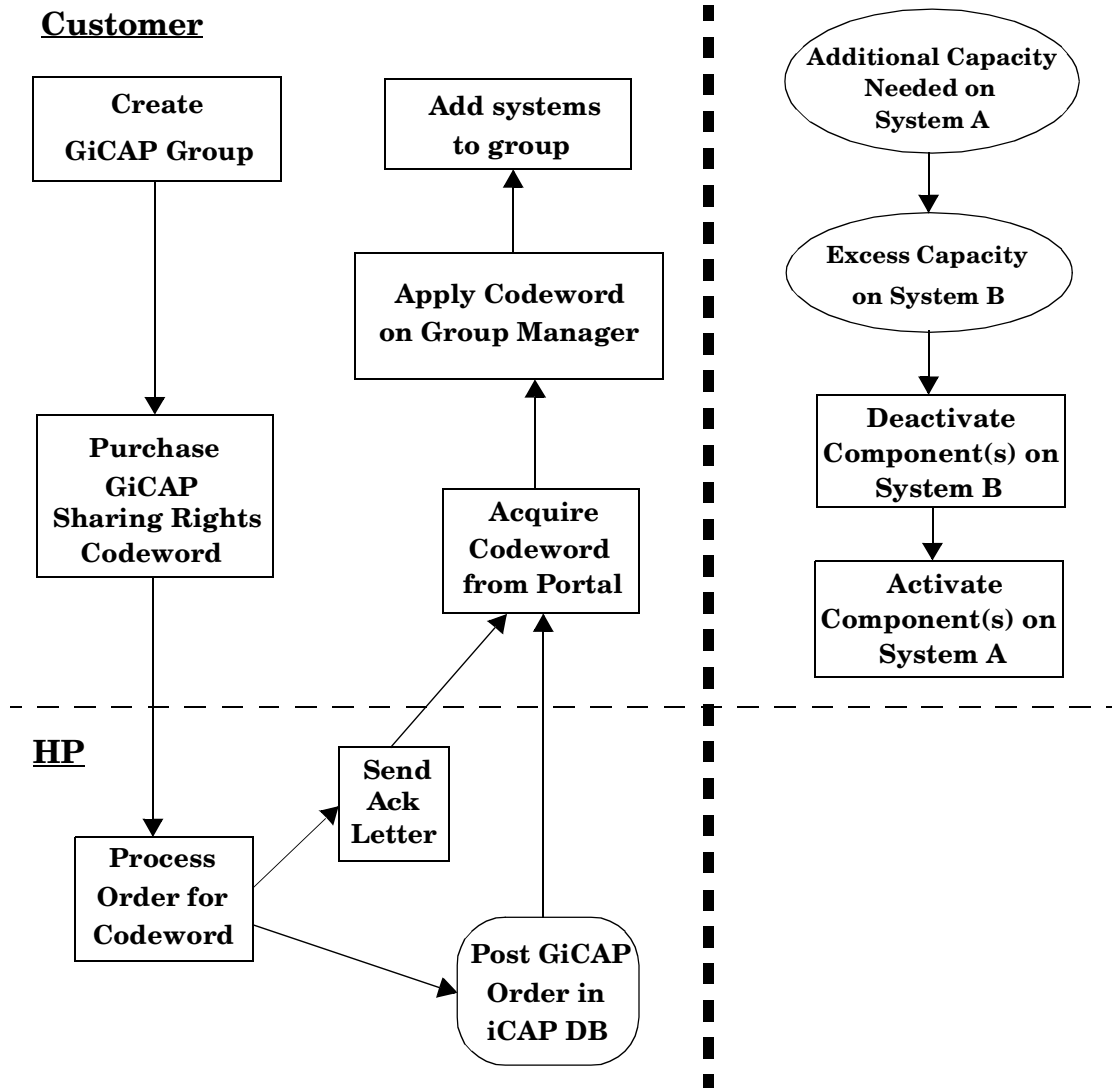 Customer
Create
GiCAP Group
Purchase
GiCAP
Sharing Rights
Codeword
Add systems
to group
Apply Codeword
on Group Manager
Acquire
Codeword
from Portal
HP
Process
Order for
Codeword
Send
Ack
Letter
Post GiCAP
Order in
iCAP DB
Additional Capacity
Needed on
System A
Excess Capacity
on System B
Deactivate
Component(s) on
System B
Activate
Component(s) on
System A